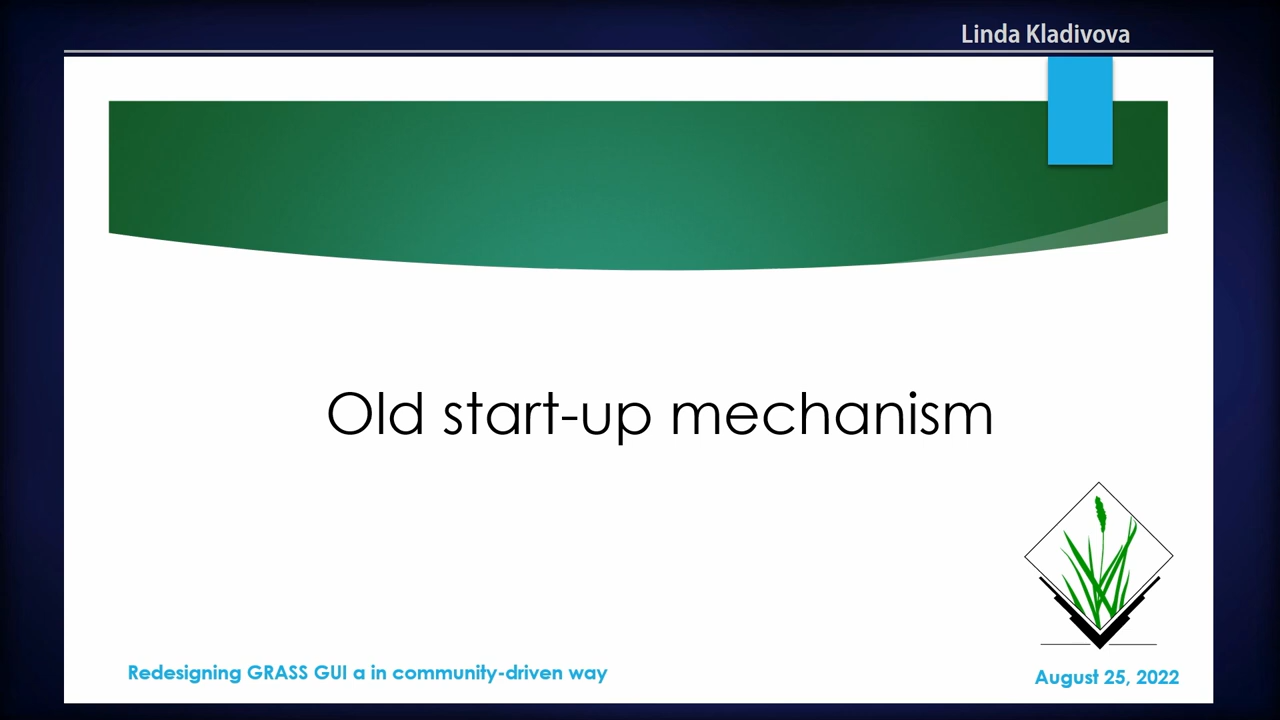 Linda Kladivova
Old start-up mechanism
Redesigning GRASS GUI a in community-driven way
August 25, 2022